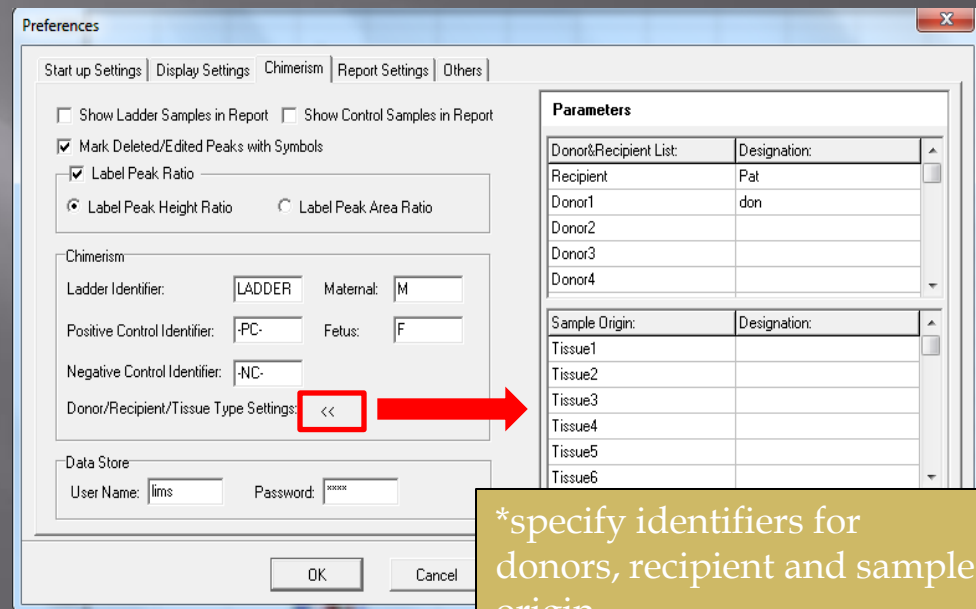 Preferences
x
Start up Settings Display Settings Chimerism Report Settings Others
Show Ladder Samples in Report Show Control Samples in Report
Mark Deleted/Edited Peaks with Symbols
Label Peak Ratio
Label Peak Height Ratio Label Peak Area Ratio
Chimerism
Ladder Identifier: LADDER Maternal: M
Positive Control Identifier: -PC- Fetus: F
Negative Control Identifier: -NC-
Donor/Recipient/Tissue Type Settings: <<
Data Store
User Name: lims Password: ××××
Parameters
Donor&Recipient List: Designation:
Recipient Pat
Donor1 don
Donor2
Donor3
Donor4
Sample Origin: Designation:
Tissue1
Tissue2
Tissue3
Tissue4
Tissue5
Tissue6
OK Cancel
*specify identifiers for
donors, recipient and sample
origin